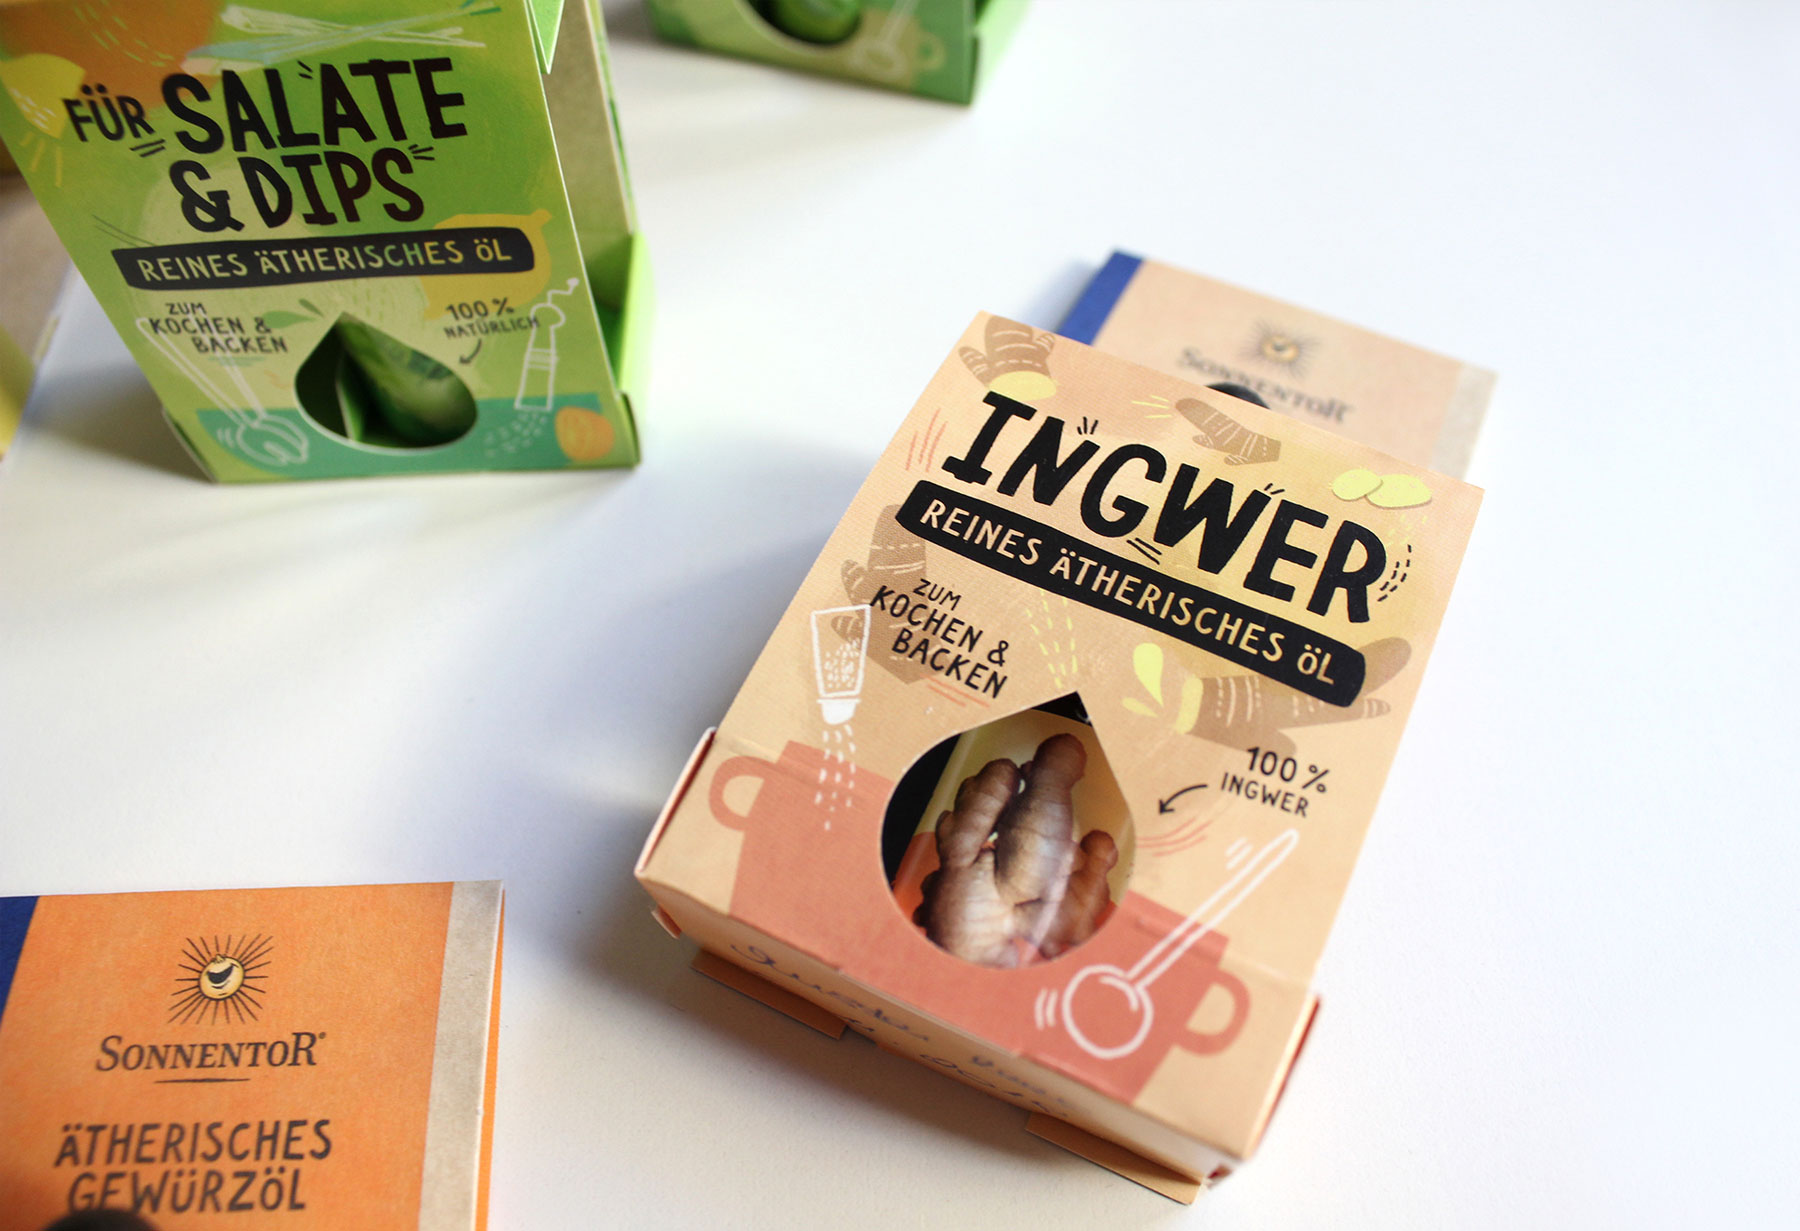 FÜR SALATE
& DIPS
REINES ÄTHERISCHES ÖL
ZUM
KOCHEN &
BACKEN
100 %
NATÜRLICH
SONNENTOR
INGWER
REINES ÄTHERISCHES ÖL
ZUM
KOCHEN &
BACKEN
100 %
INGWER
SONNENTOR®
ÄTHERISCHES
GEWÜRZÖL